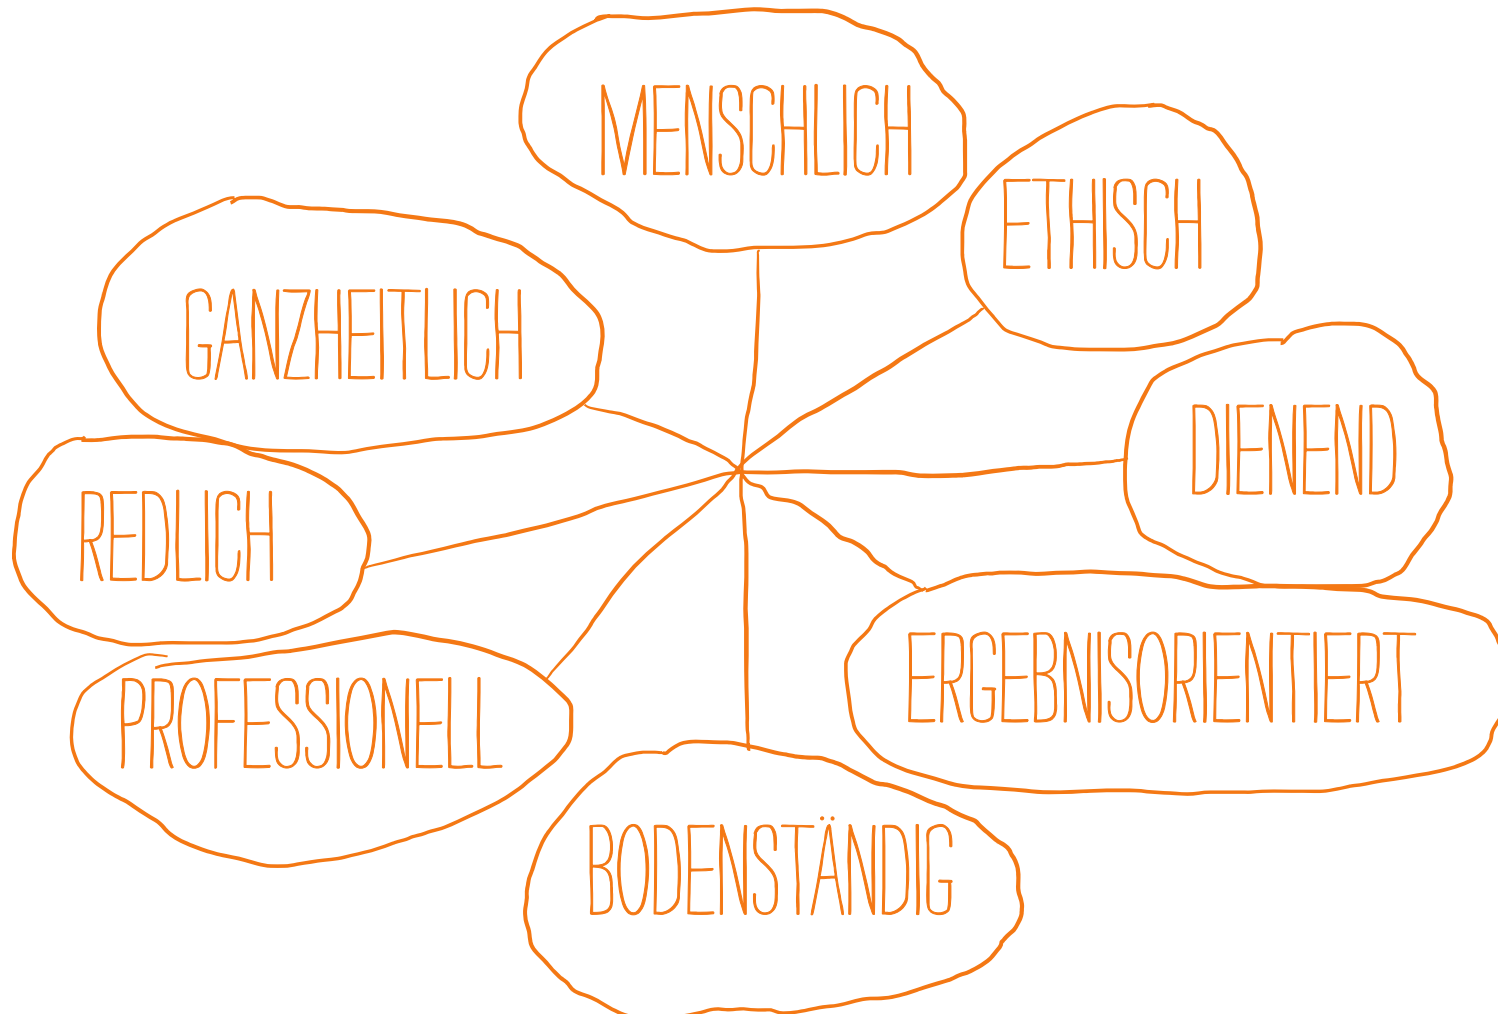 MENSCHLICH
ETHISCH
GANZHEITLICH
DIENEND
REDLICH
ERGEBNISORIENTIERT
PROFESSIONELL
BODENSTÄNDIG